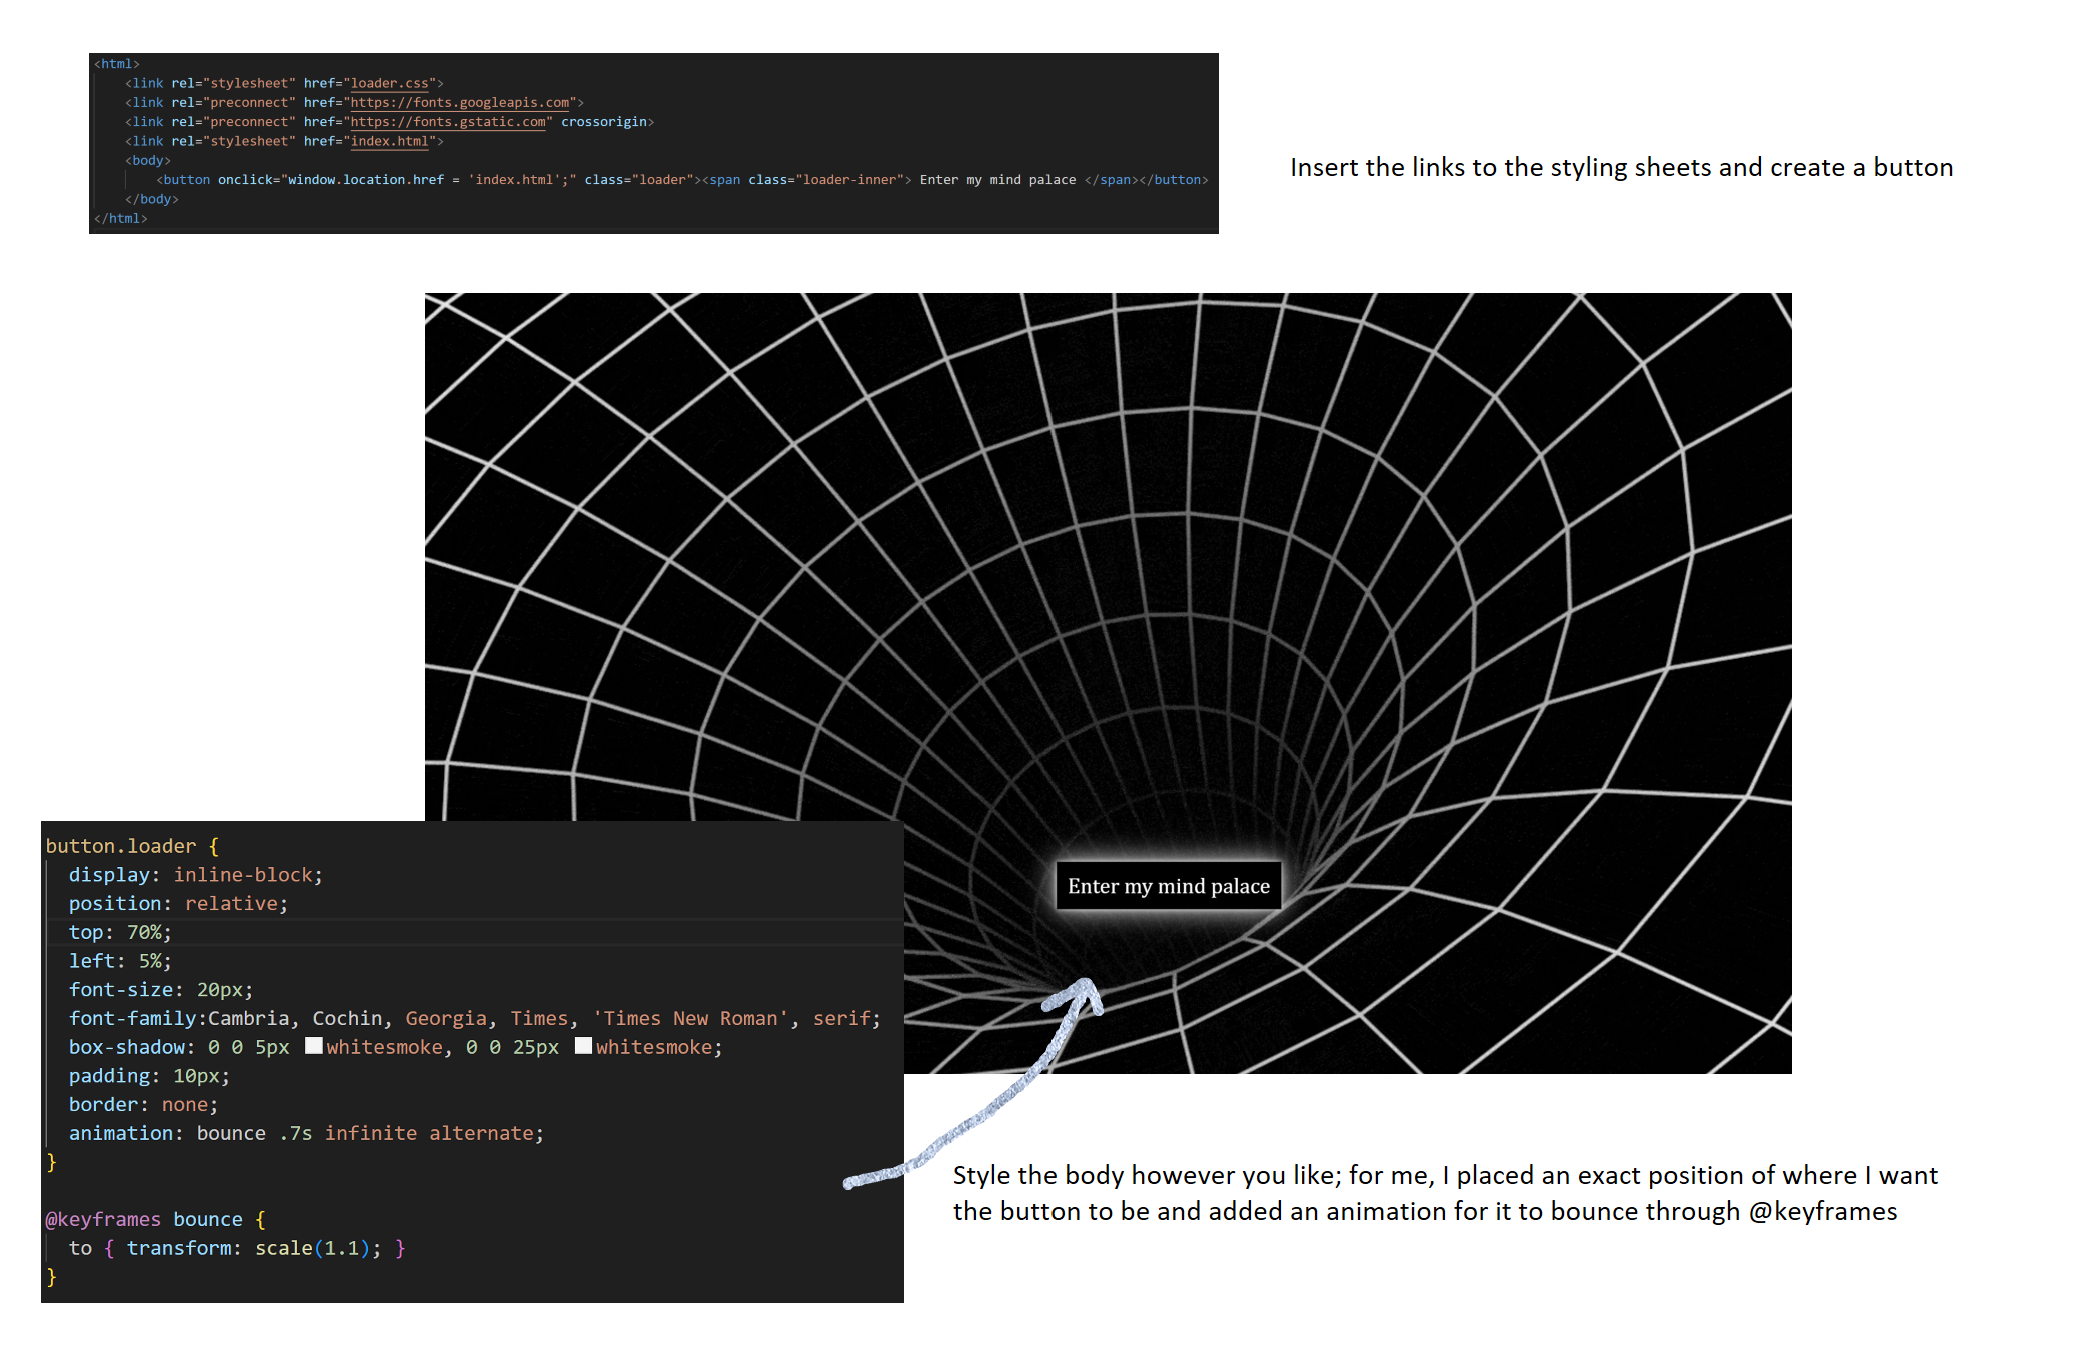 <html>
<link rel="stylesheet" href="loader.css">
<link rel="preconnect" href="https://fonts.googleapis.com">
<link rel="preconnect" href="https://fonts.gstatic.com" crossorigin>
<link rel="stylesheet" href="index.html">
<body>
<button onclick="window.location.href = 'index.html';" class="loader"><span class="loader-inner"> Enter my mind palace </span></button>
</body>
</html>
Insert the links to the styling sheets and create a button
Enter my mind palace
button.loader {
display: inline-block;
position: relative;
top: 70%;
left: 5%;
font-size: 20px;
font-family:Cambria, Cochin, Georgia, Times, 'Times New Roman', serif;
box-shadow: 0 0 5px whitesmoke, 0 0 25px whitesmoke;
padding: 10px;
border: none;
animation: bounce .7s infinite alternate;
}
@keyframes bounce {
to { transform: scale(1.1); }
}
Style the body however you like; for me, I placed an exact position of where I want
the button to be and added an animation for it to bounce through @keyframes